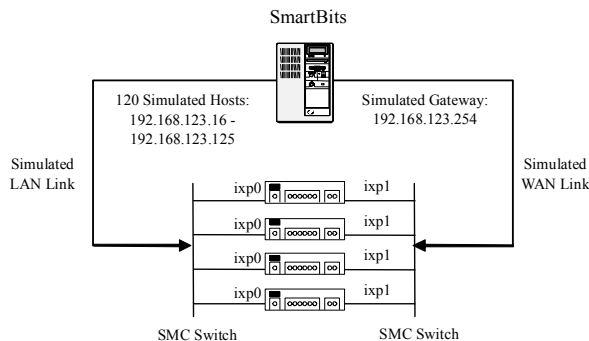 SmartBits
120 Simulated Hosts:
192.168.123.16 -
192.168.123.125
Simulated Gateway:
192.168.123.254
Simulated
LAN Link
Simulated
WAN Link
ixp0
ixp1
ixp0
ixp1
ixp0
ixp1
ixp0
ixp1
SMC Switch
SMC Switch